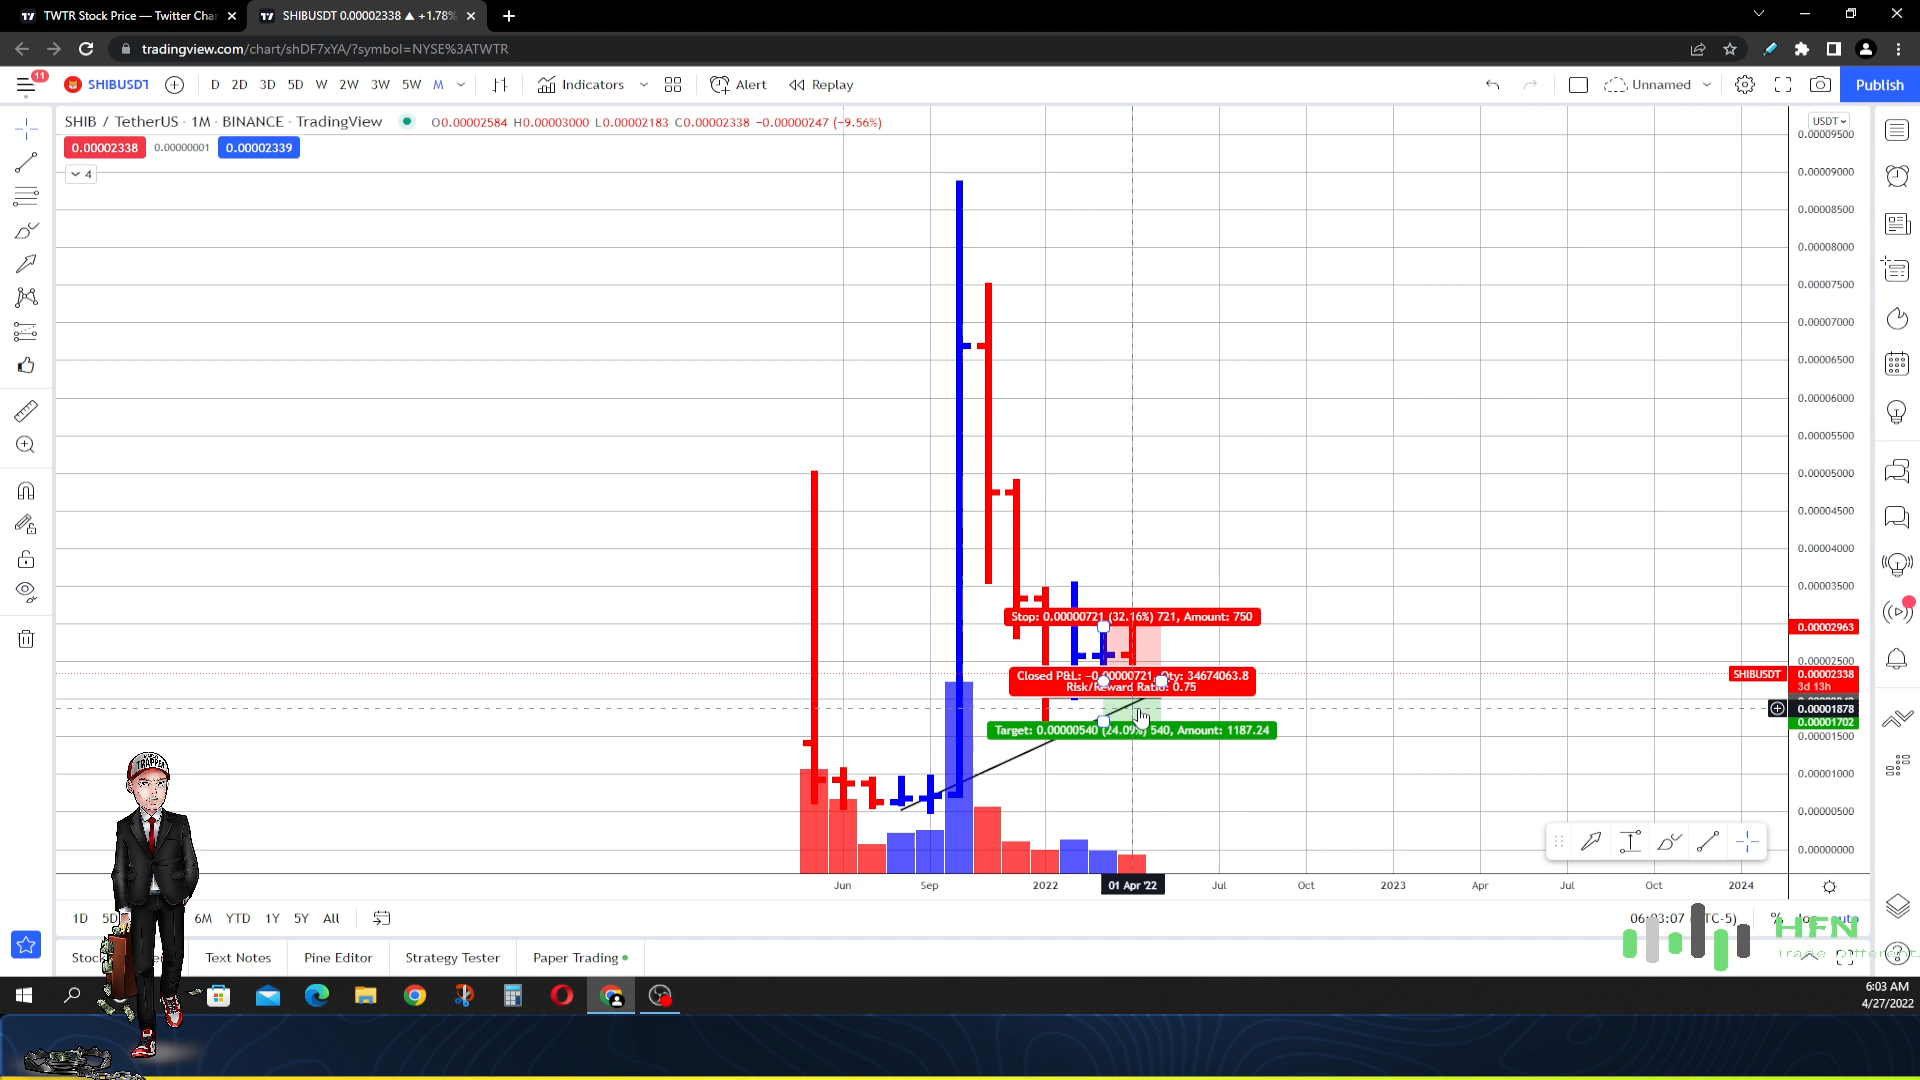 TWTR Stock Price — Twitter Char
SHIBUSDT 0.00002338 ▲ +1.78%
tradingview.com/chart/shDF7xYA/?symbol=NYSE%3ATWTR
11
SHIBUSDT
D 2D 3D 5D W 2W 3W 5W M
Indicators
Alert
Replay
Unnamed
Publish
SHIB / TetherUS · 1M · BINANCE · TradingView
O0.00002584 H0.00003000 L0.00002183 C0.00002338 −0.00000247 (−9.56%)
0.00002338 0.00000001 0.00002339
4
USDT
0.00009500
0.00009000
0.00008500
0.00008000
0.00007500
0.00007000
0.00006500
0.00006000
0.00005500
0.00005000
0.00004500
0.00004000
0.00003500
0.00002963
0.00002500
SHIBUSDT 0.00002338
3d 13h
0.00001878
0.00001702
0.00001500
0.00001000
0.00000500
0.00000000
Stop: 0.00000721 (32.16%) 721, Amount: 750
Closed P&L: −0.00000721, Qty: 34674063.8
Risk/Reward Ratio: 0.75
Target: 0.00000540 (24.09%) 540, Amount: 1187.24
Jun Sep 2022 01 Apr '22 Jul Oct 2023 Apr Jul Oct 2024
1D 5D 6M YTD 1Y 5Y All
%
auto
Text Notes
Pine Editor
Strategy Tester
Paper Trading
HFN
Trade Different.
TRAPPER
6:03 AM
4/27/2022